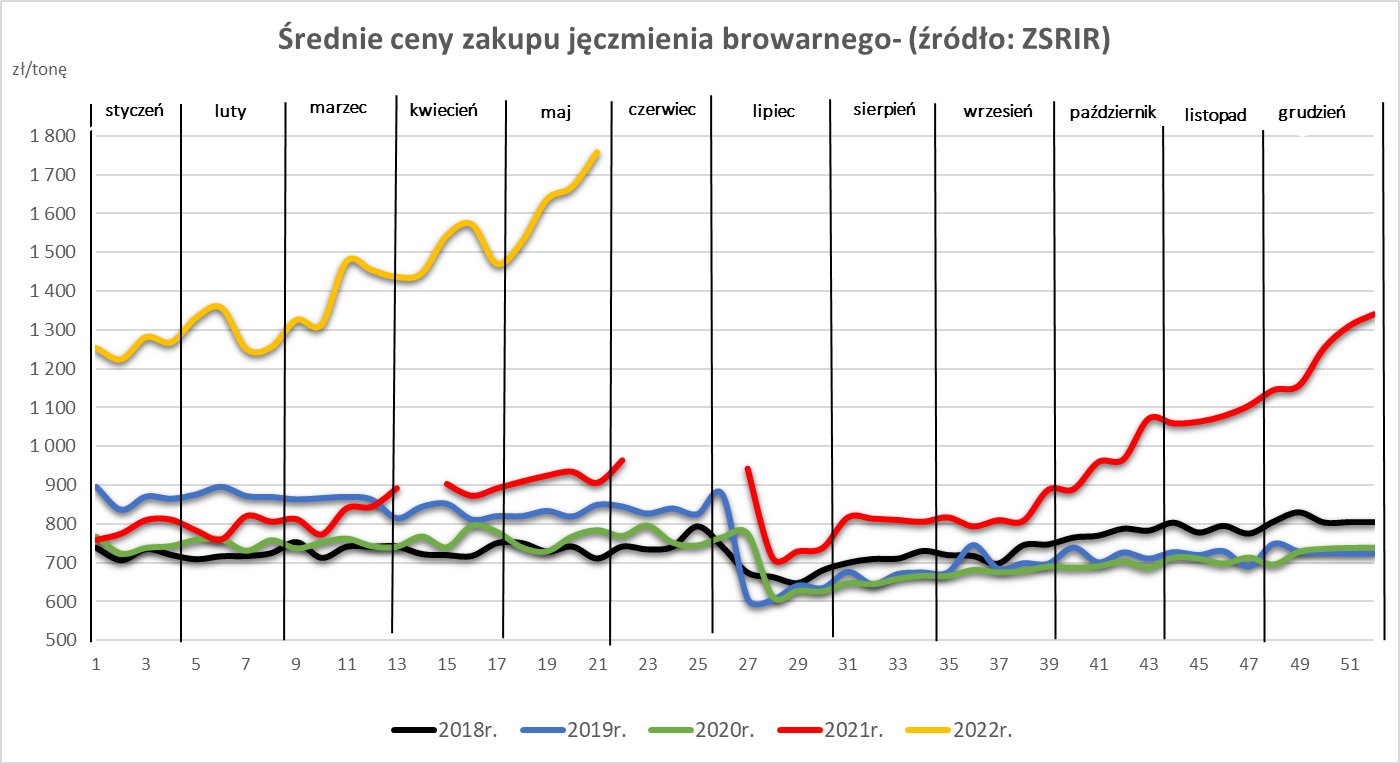 Średnie ceny zakupu jęczmienia browarnego- (źródło: ZSRIR)
zł/tonę
styczeń luty marzec kwiecień maj czerwiec lipiec sierpień wrzesień październik listopad grudzień
1 800
1 700
1 600
1 500
1 400
1 300
1 200
1 100
1 000
900
800
700
600
500
1 3 5 7 9 11 13 15 17 19 21 23 25 27 29 31 33 35 37 39 41 43 45 47 49 51
2018r. 2019r. 2020r. 2021r. 2022r.